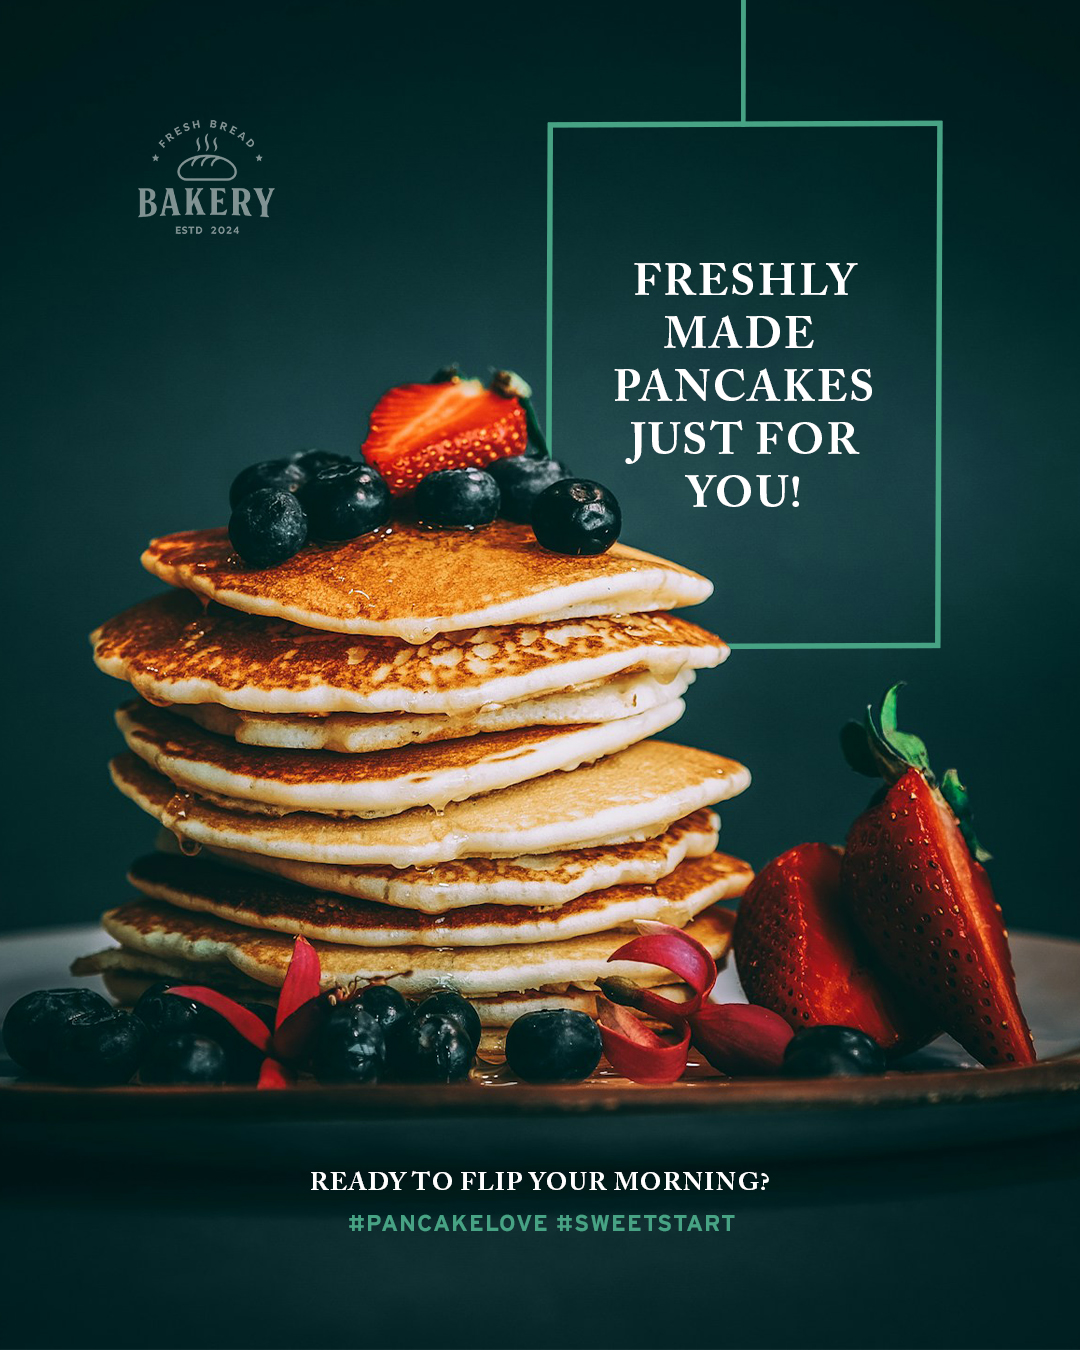 FRESH BREAD
BAKERY
ESTD 2024
FRESHLY
MADE
PANCAKES
JUST FOR
YOU!
READY TO FLIP YOUR MORNING?
#PANCAKELOVE #SWEETSTART